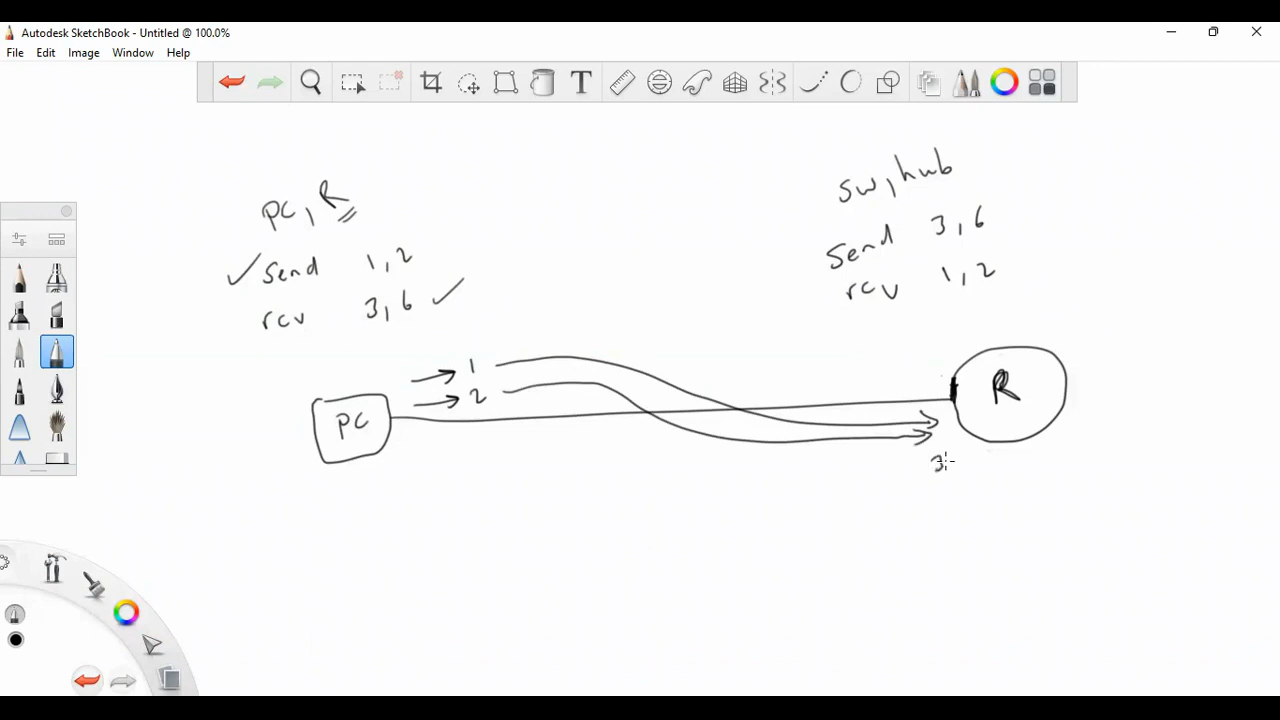 Autodesk SketchBook - Untitled @ 100.0%
File Edit Image Window Help
T
PC, R
Send 1,2
rcv 3,6
sw, hub
Send 3,6
rcv 1,2
1
2
PC
R
3